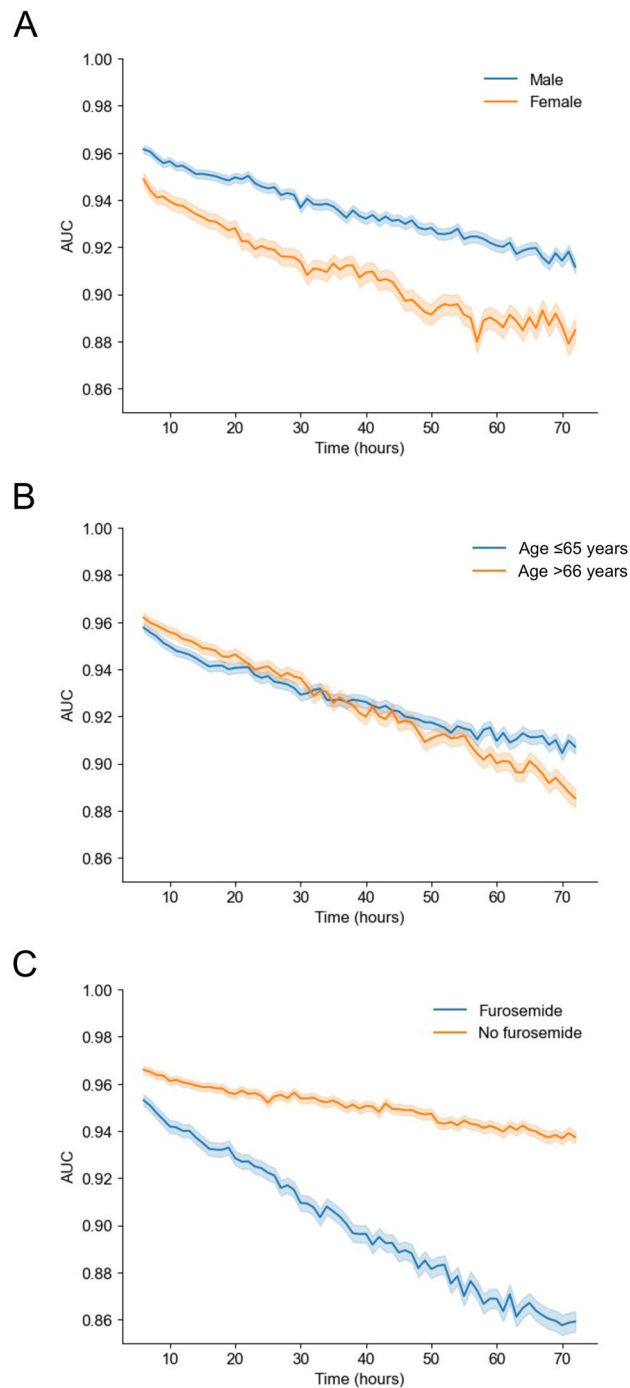 A
1.00
0.98
0.96
0.94
0.92
0.90
0.88
0.86
AUC
Male
Female
10 20 30 40 50 60 70
Time (hours)
B
1.00
0.98
0.96
0.94
0.92
0.90
0.88
0.86
AUC
Age ≤65 years
Age >66 years
10 20 30 40 50 60 70
Time (hours)
C
1.00
0.98
0.96
0.94
0.92
0.90
0.88
0.86
AUC
Furosemide
No furosemide
10 20 30 40 50 60 70
Time (hours)